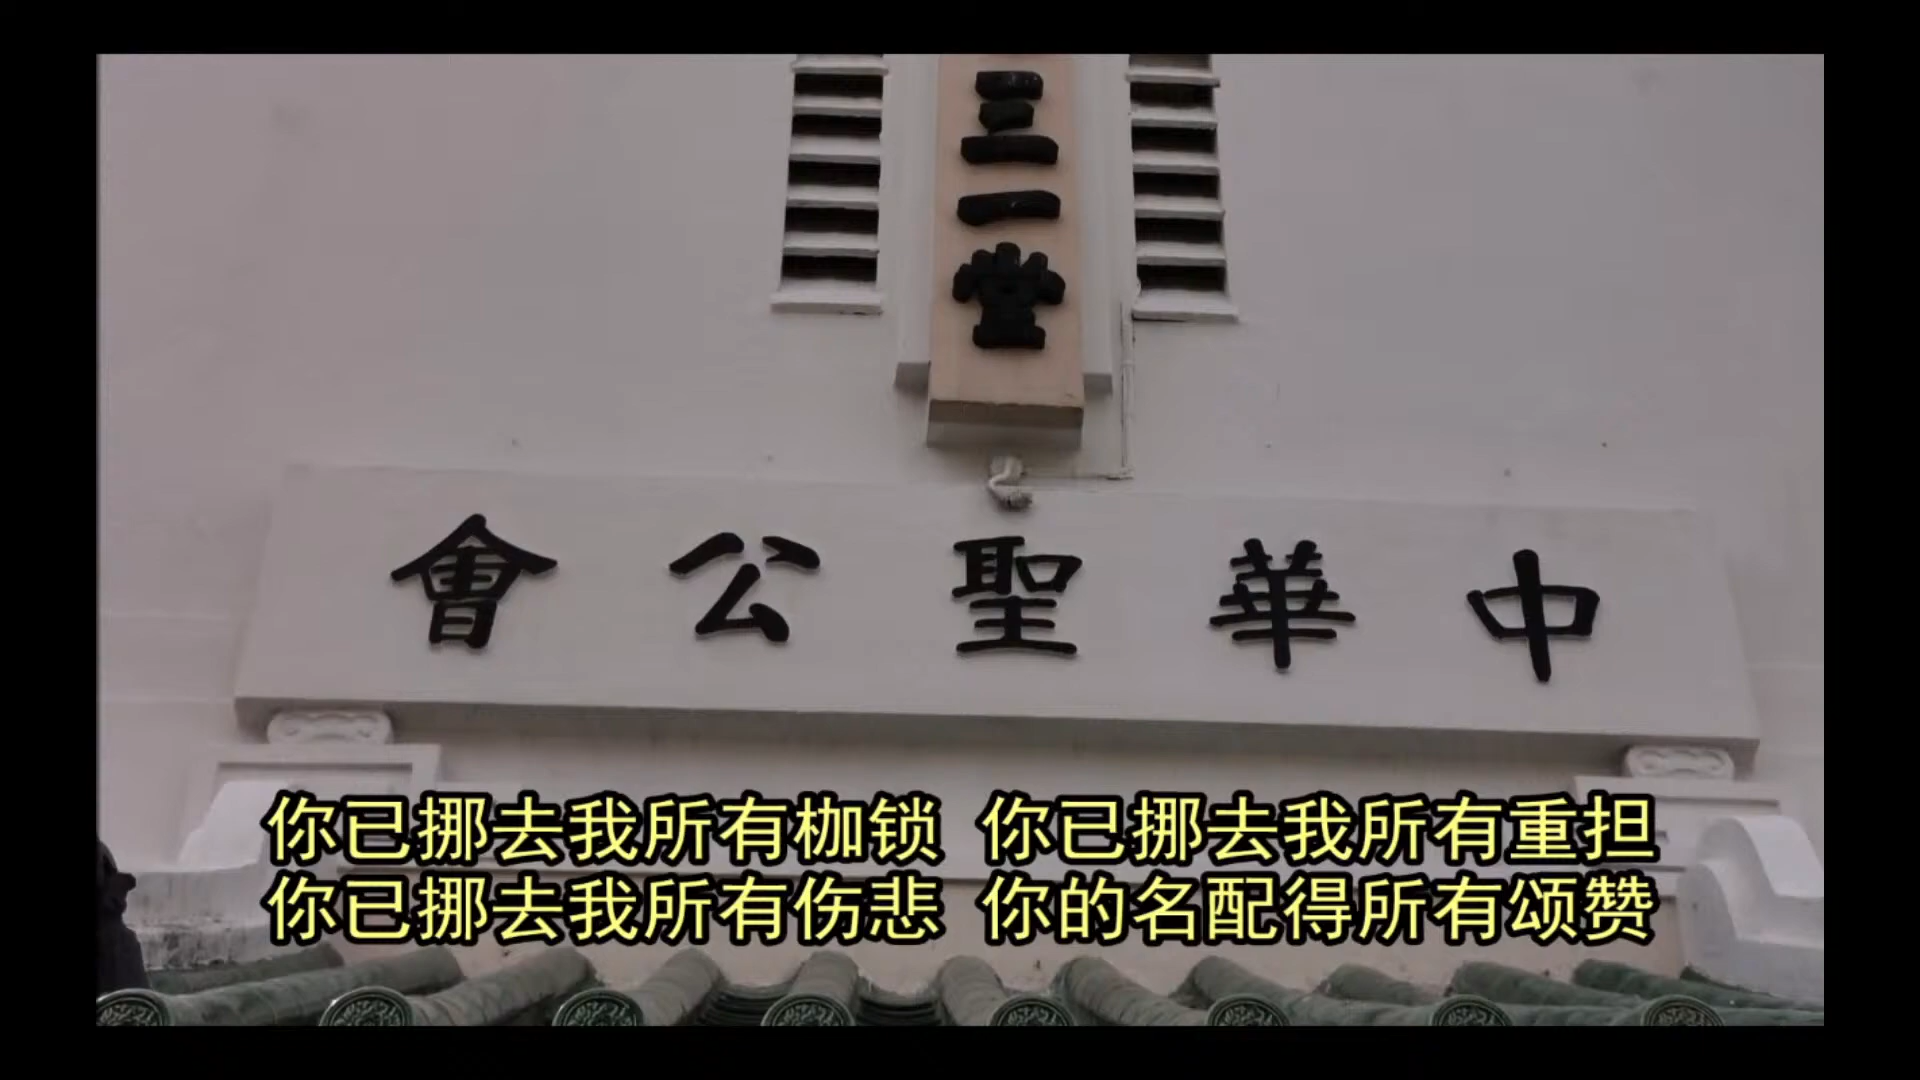 三一堂
中華聖公會
你已挪去我所有枷锁 你已挪去我所有重担
你已挪去我所有伤悲 你的名配得所有颂赞